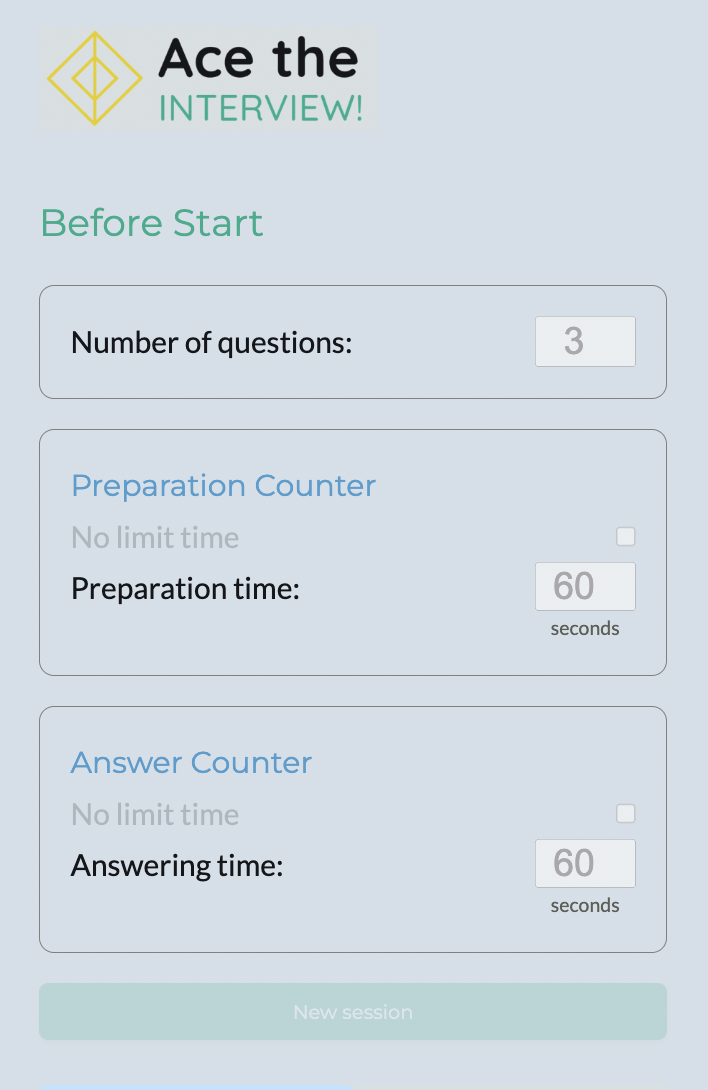 Ace the
INTERVIEW!
Before Start
Number of questions: 3
Preparation Counter
No limit time
Preparation time: 60
seconds
Answer Counter
No limit time
Answering time: 60
seconds
New session